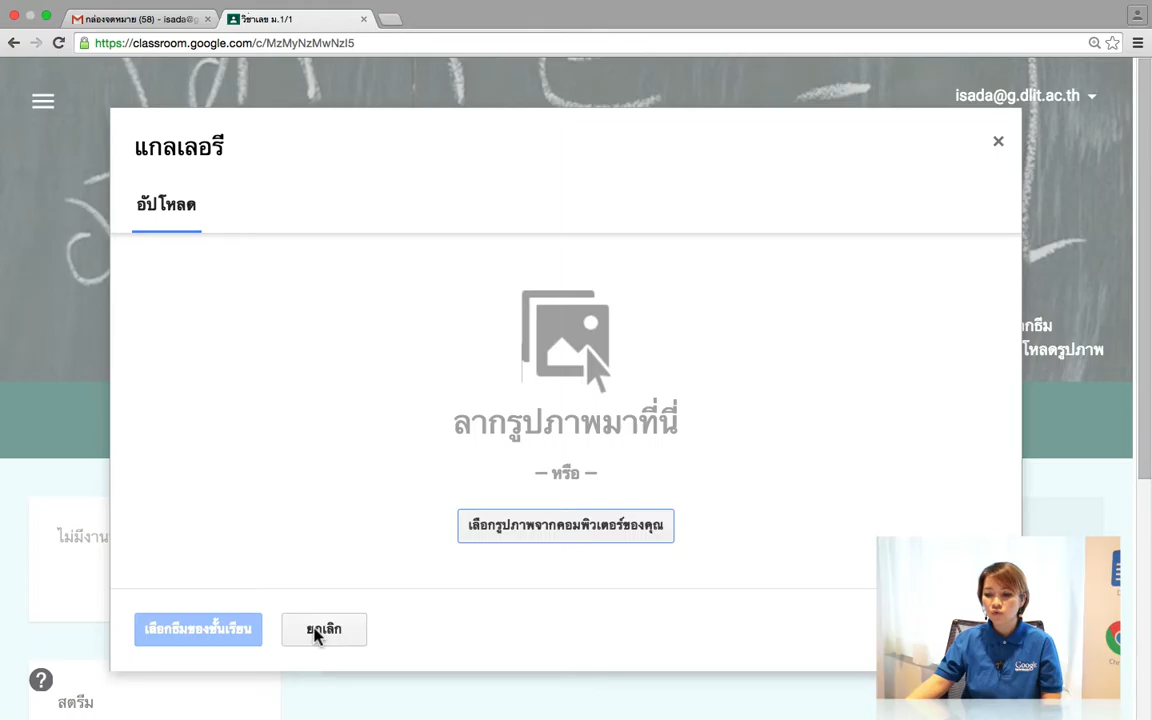 กล่องจดหมาย (58) - isada@g
วิชาเลข ม.1/1
https://classroom.google.com/c/MzMyNzMwNzI5
isada@g.dlit.ac.th
แกลเลอรี
อัปโหลด
ลากรูปภาพมาที่นี่
— หรือ —
เลือกรูปภาพจากคอมพิวเตอร์ของคุณ
โหลดรูปภาพ
ไม่มีงาน
เลือกธีมของชั้นเรียน
ยกเลิก
สตรีม
Google